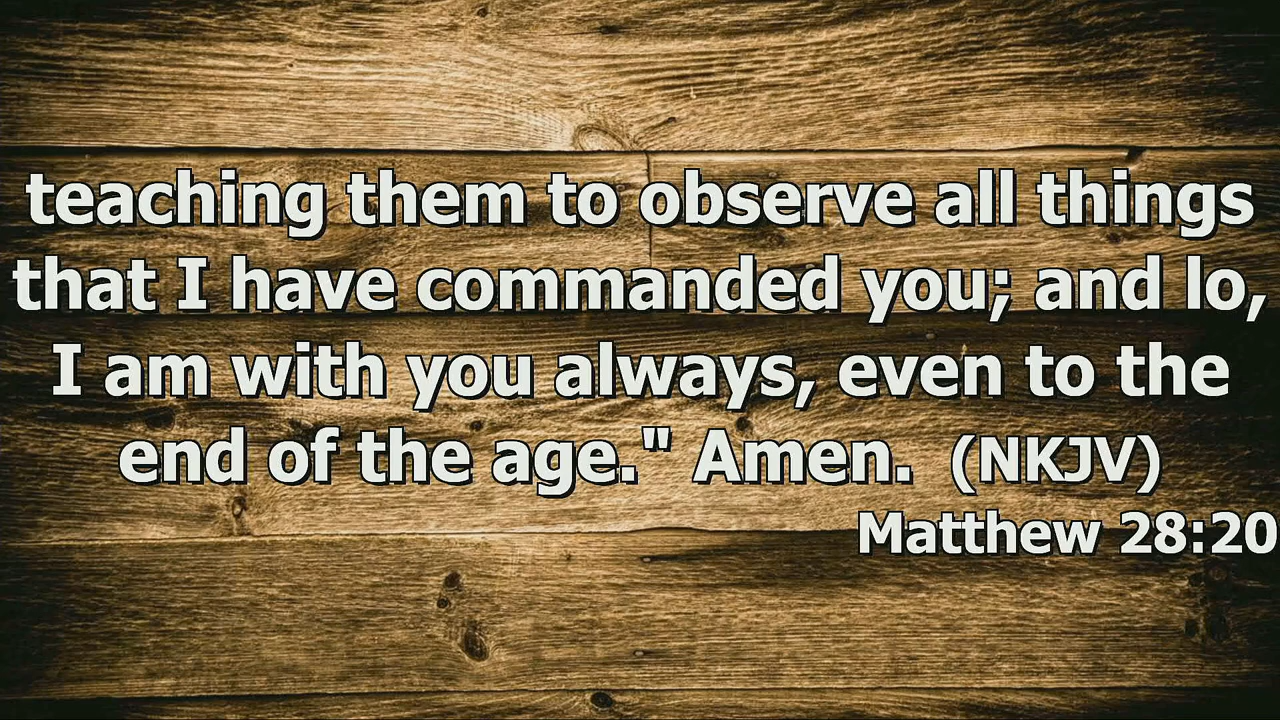 teaching them to observe all things
that I have commanded you; and lo,
I am with you always, even to the
end of the age." Amen. (NKJV)
Matthew 28:20